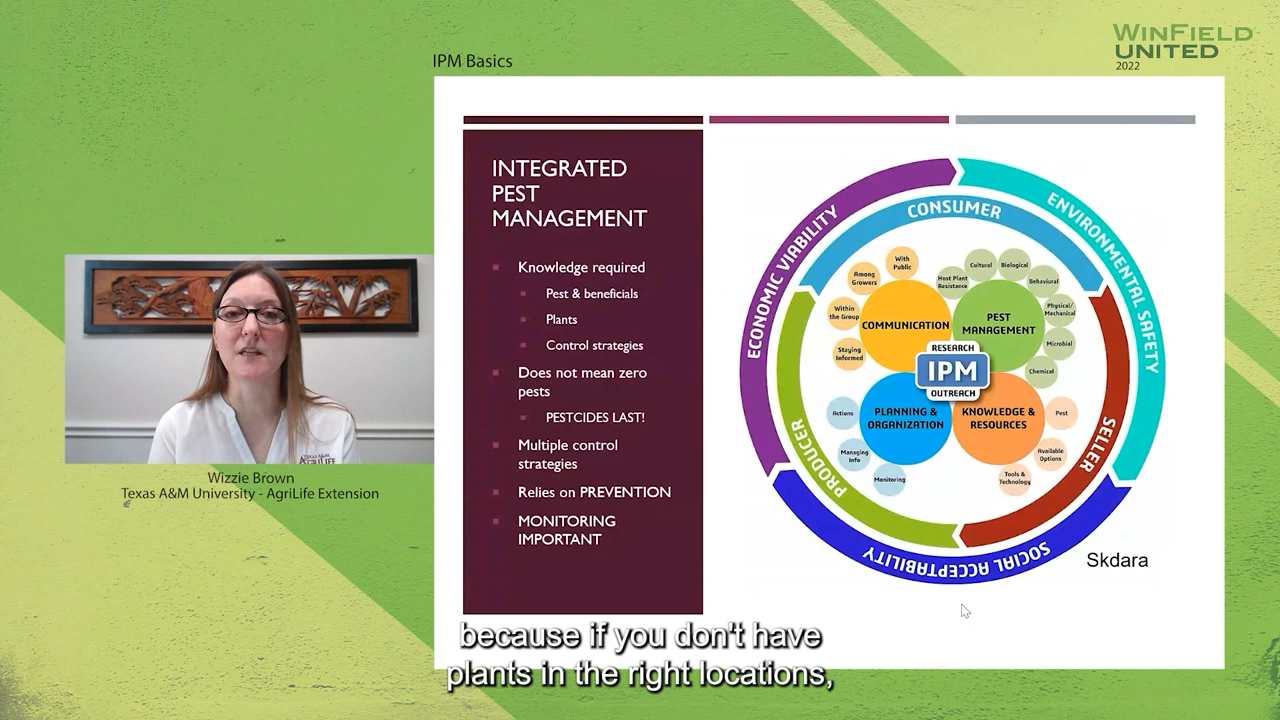 WINFIELD
UNITED
2022
IPM Basics
INTEGRATED
PEST
MANAGEMENT
Knowledge required
Pest & beneficials
Plants
Control strategies
Does not mean zero
pests
PESTCIDES LAST!
Multiple control
strategies
Relies on PREVENTION
MONITORING
IMPORTANT
ECONOMIC VIABILITY
ENVIRONMENTAL SAFETY
SOCIAL ACCEPTABILITY
CONSUMER
SELLER
PRODUCER
COMMUNICATION
With
Public
Among
Growers
Within
the Group
Staying
Informed
PEST
MANAGEMENT
Host Plant
Resistance
Cultural
Biological
Behavioral
Physical/
Mechanical
Microbial
Chemical
RESEARCH
IPM
OUTREACH
PLANNING &
ORGANIZATION
Actions
Managing
Info
Monitoring
KNOWLEDGE &
RESOURCES
Pest
Available
Options
Tools &
Technology
Skdara
TEXAS A&M
AGRILIFE
Wizzie Brown
Texas A&M University - AgriLife Extension
because if you don't have
plants in the right locations,